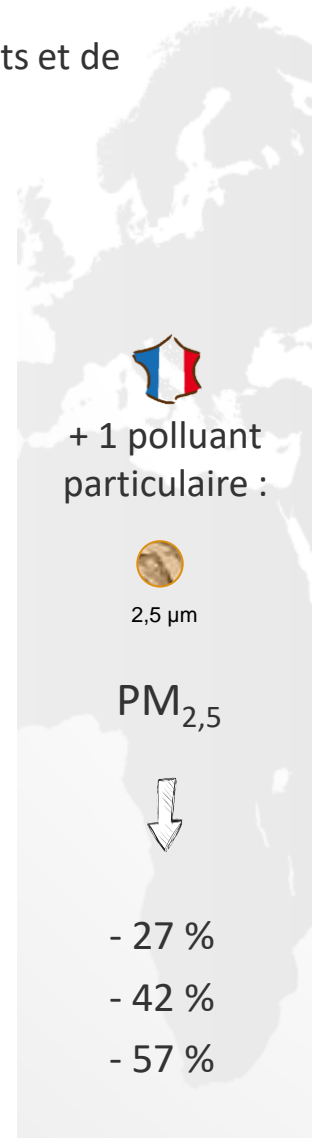 ts et de
+ 1 polluant
particulaire :
2,5 µm
PM2,5
- 27 %
- 42 %
- 57 %